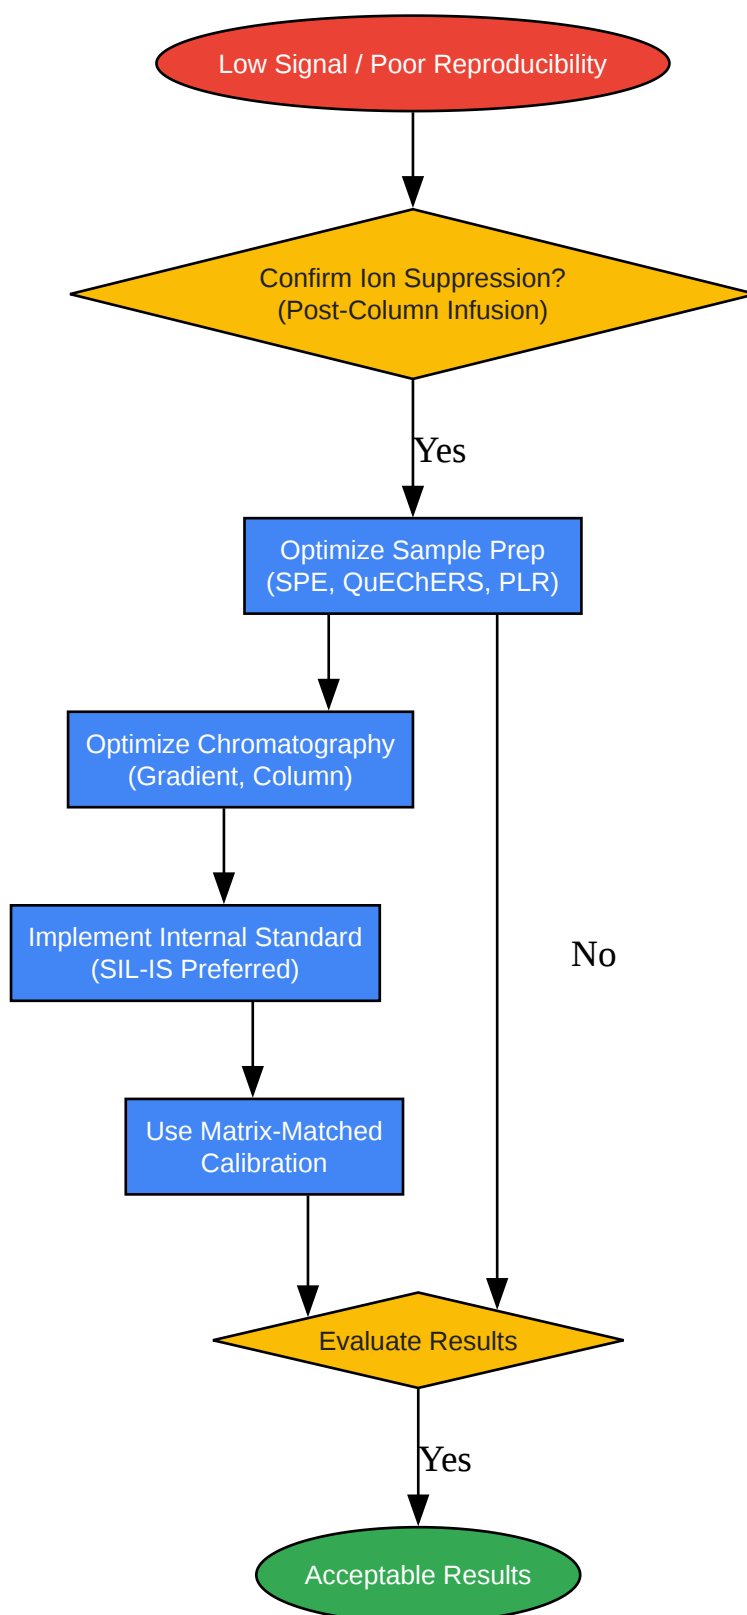 Low Signal / Poor Reproducibility
Confirm Ion Suppression?
(Post-Column Infusion)
Yes
Optimize Sample Prep
(SPE, QuEChERS, PLR)
Optimize Chromatography
(Gradient, Column)
Implement Internal Standard
(SIL-IS Preferred)
No
Use Matrix-Matched
Calibration
Evaluate Results
Yes
Acceptable Results